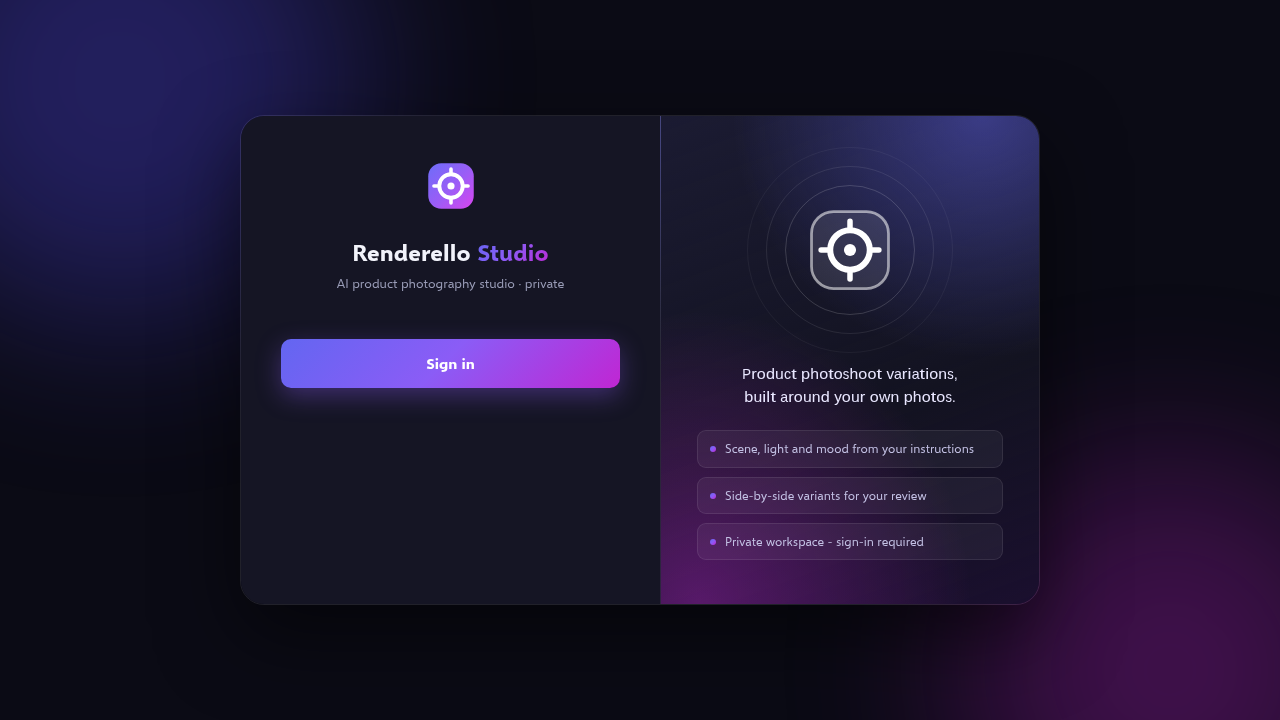 Renderello Studio
AI product photography studio · private
Sign in
Product photoshoot variations,
built around your own photos.
Scene, light and mood from your instructions
Side-by-side variants for your review
Private workspace - sign-in required